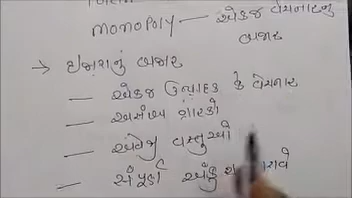 MONOPOLY — એકજ વેચનારનું
બજાર
→ ઇજારાનું બજાર
— એકજ ઉત્પાદક કે વેચનાર
— અસંખ્ય ગ્રાહકો
— અવેજી વસ્તુઓ
— સંપૂર્ણ